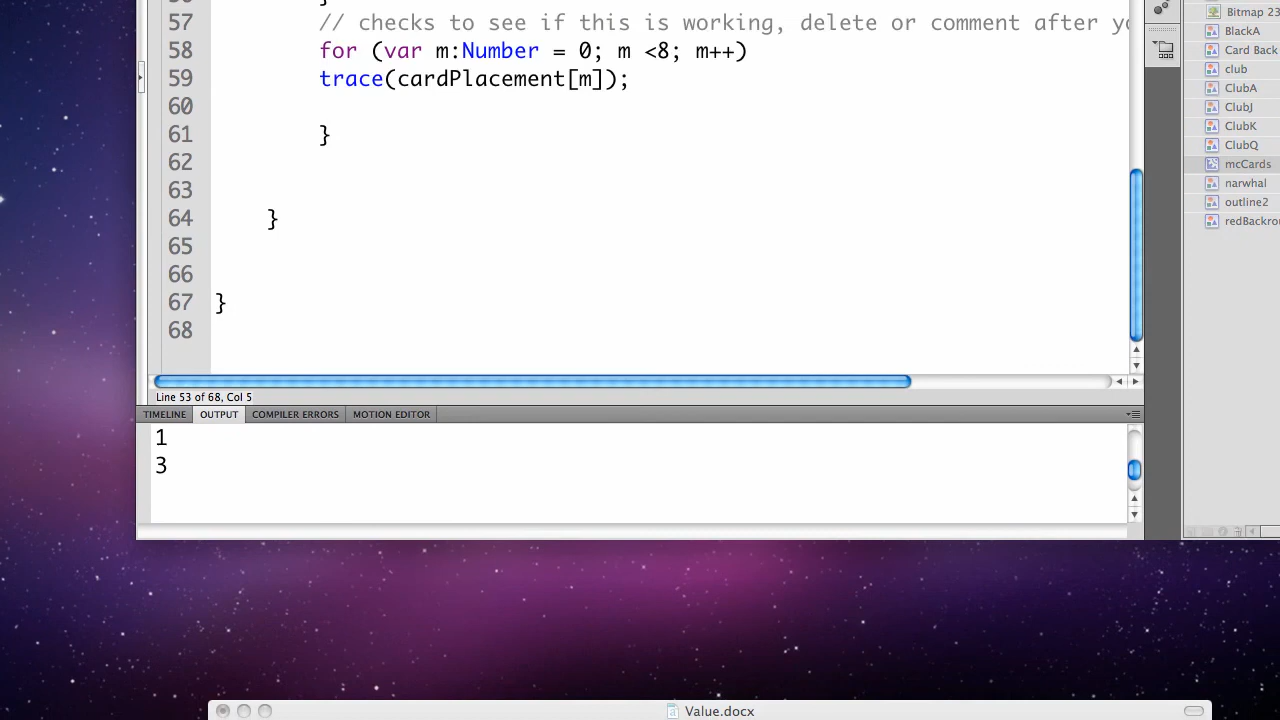 56 }
57 // checks to see if this is working, delete or comment after
58 for (var m:Number = 0; m <8; m++)
59 trace(cardPlacement[m]);
60
61 }
62
63
64 }
65
66
67 }
68
Line 53 of 68, Col 5
TIMELINE OUTPUT COMPILER ERRORS MOTION EDITOR
1
3
Bitmap 23
BlackA
Card Back
club
ClubA
ClubJ
ClubK
ClubQ
mcCards
narwhal
outline2
Value.docx